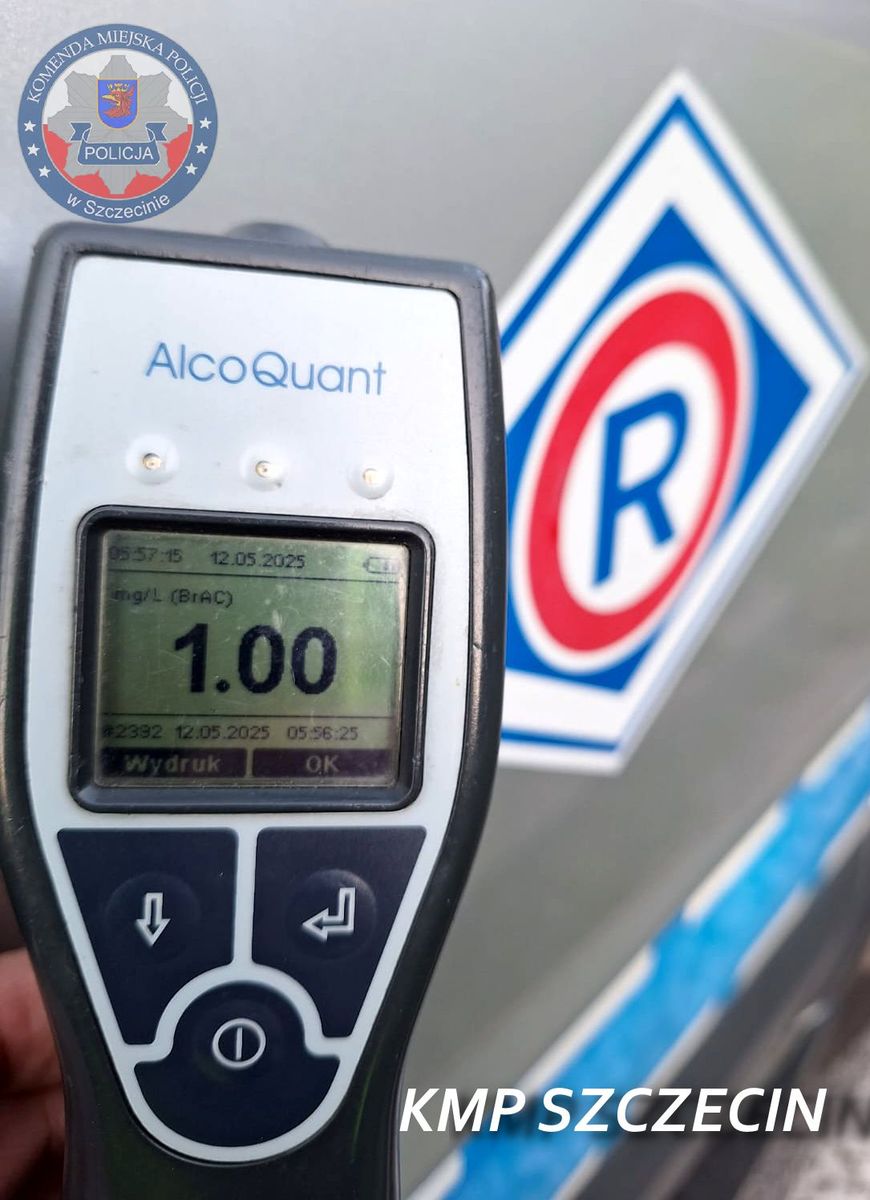 KOMENDA MIEJSKA POLICJI
POLICJA
w Szczecinie
AlcoQuant
R
05:57:15 12.05.2025
mg/L (BrAC)
1.00
#2392 12.05.2025 05:56:25
Wydruk OK
KMP SZCZECIN